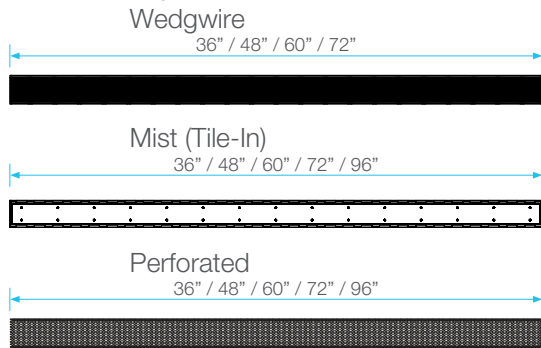 Wedgwire
36” / 48” / 60” / 72”
Mist (Tile-In)
36” / 48” / 60” / 72” / 96”
Perforated
36” / 48” / 60” / 72” / 96”